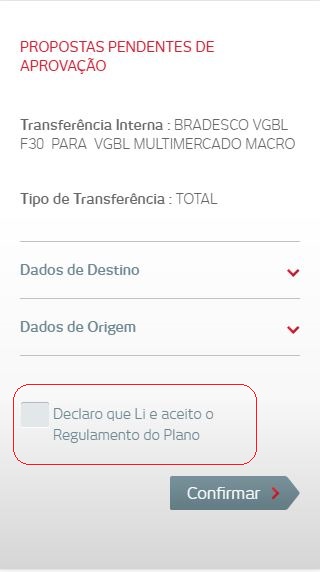 PROPOSTAS PENDENTES DE
APROVAÇÃO
Transferência Interna : BRADESCO VGBL
F30 PARA VGBL MULTIMERCADO MACRO
Tipo de Transferência : TOTAL
Dados de Destino
Dados de Origem
Declaro que Li e aceito o
Regulamento do Plano
Confirmar